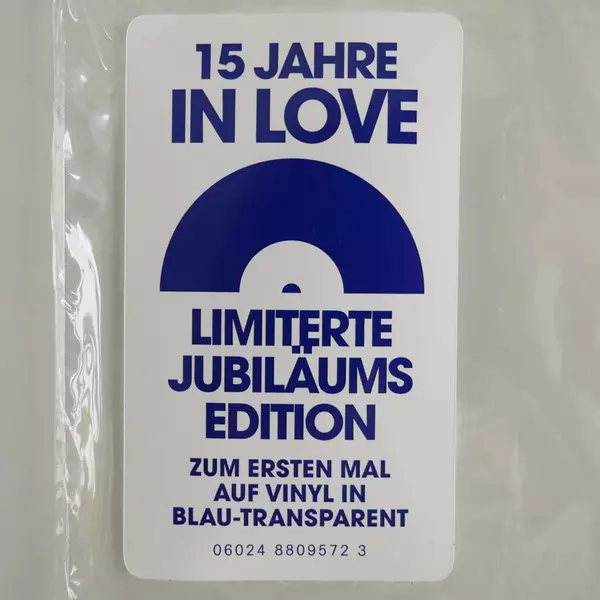 15 JAHRE
IN LOVE
LIMITERTE
JUBILÄUMS
EDITION
ZUM ERSTEN MAL
AUF VINYL IN
BLAU-TRANSPARENT
06024 8809572 3